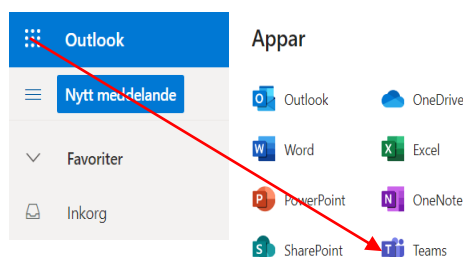 Outlook
Nytt meddelande
Favoriter
Inkorg
Appar
Outlook
OneDrive
Word
Excel
PowerPoint
OneNote
SharePoint
Teams